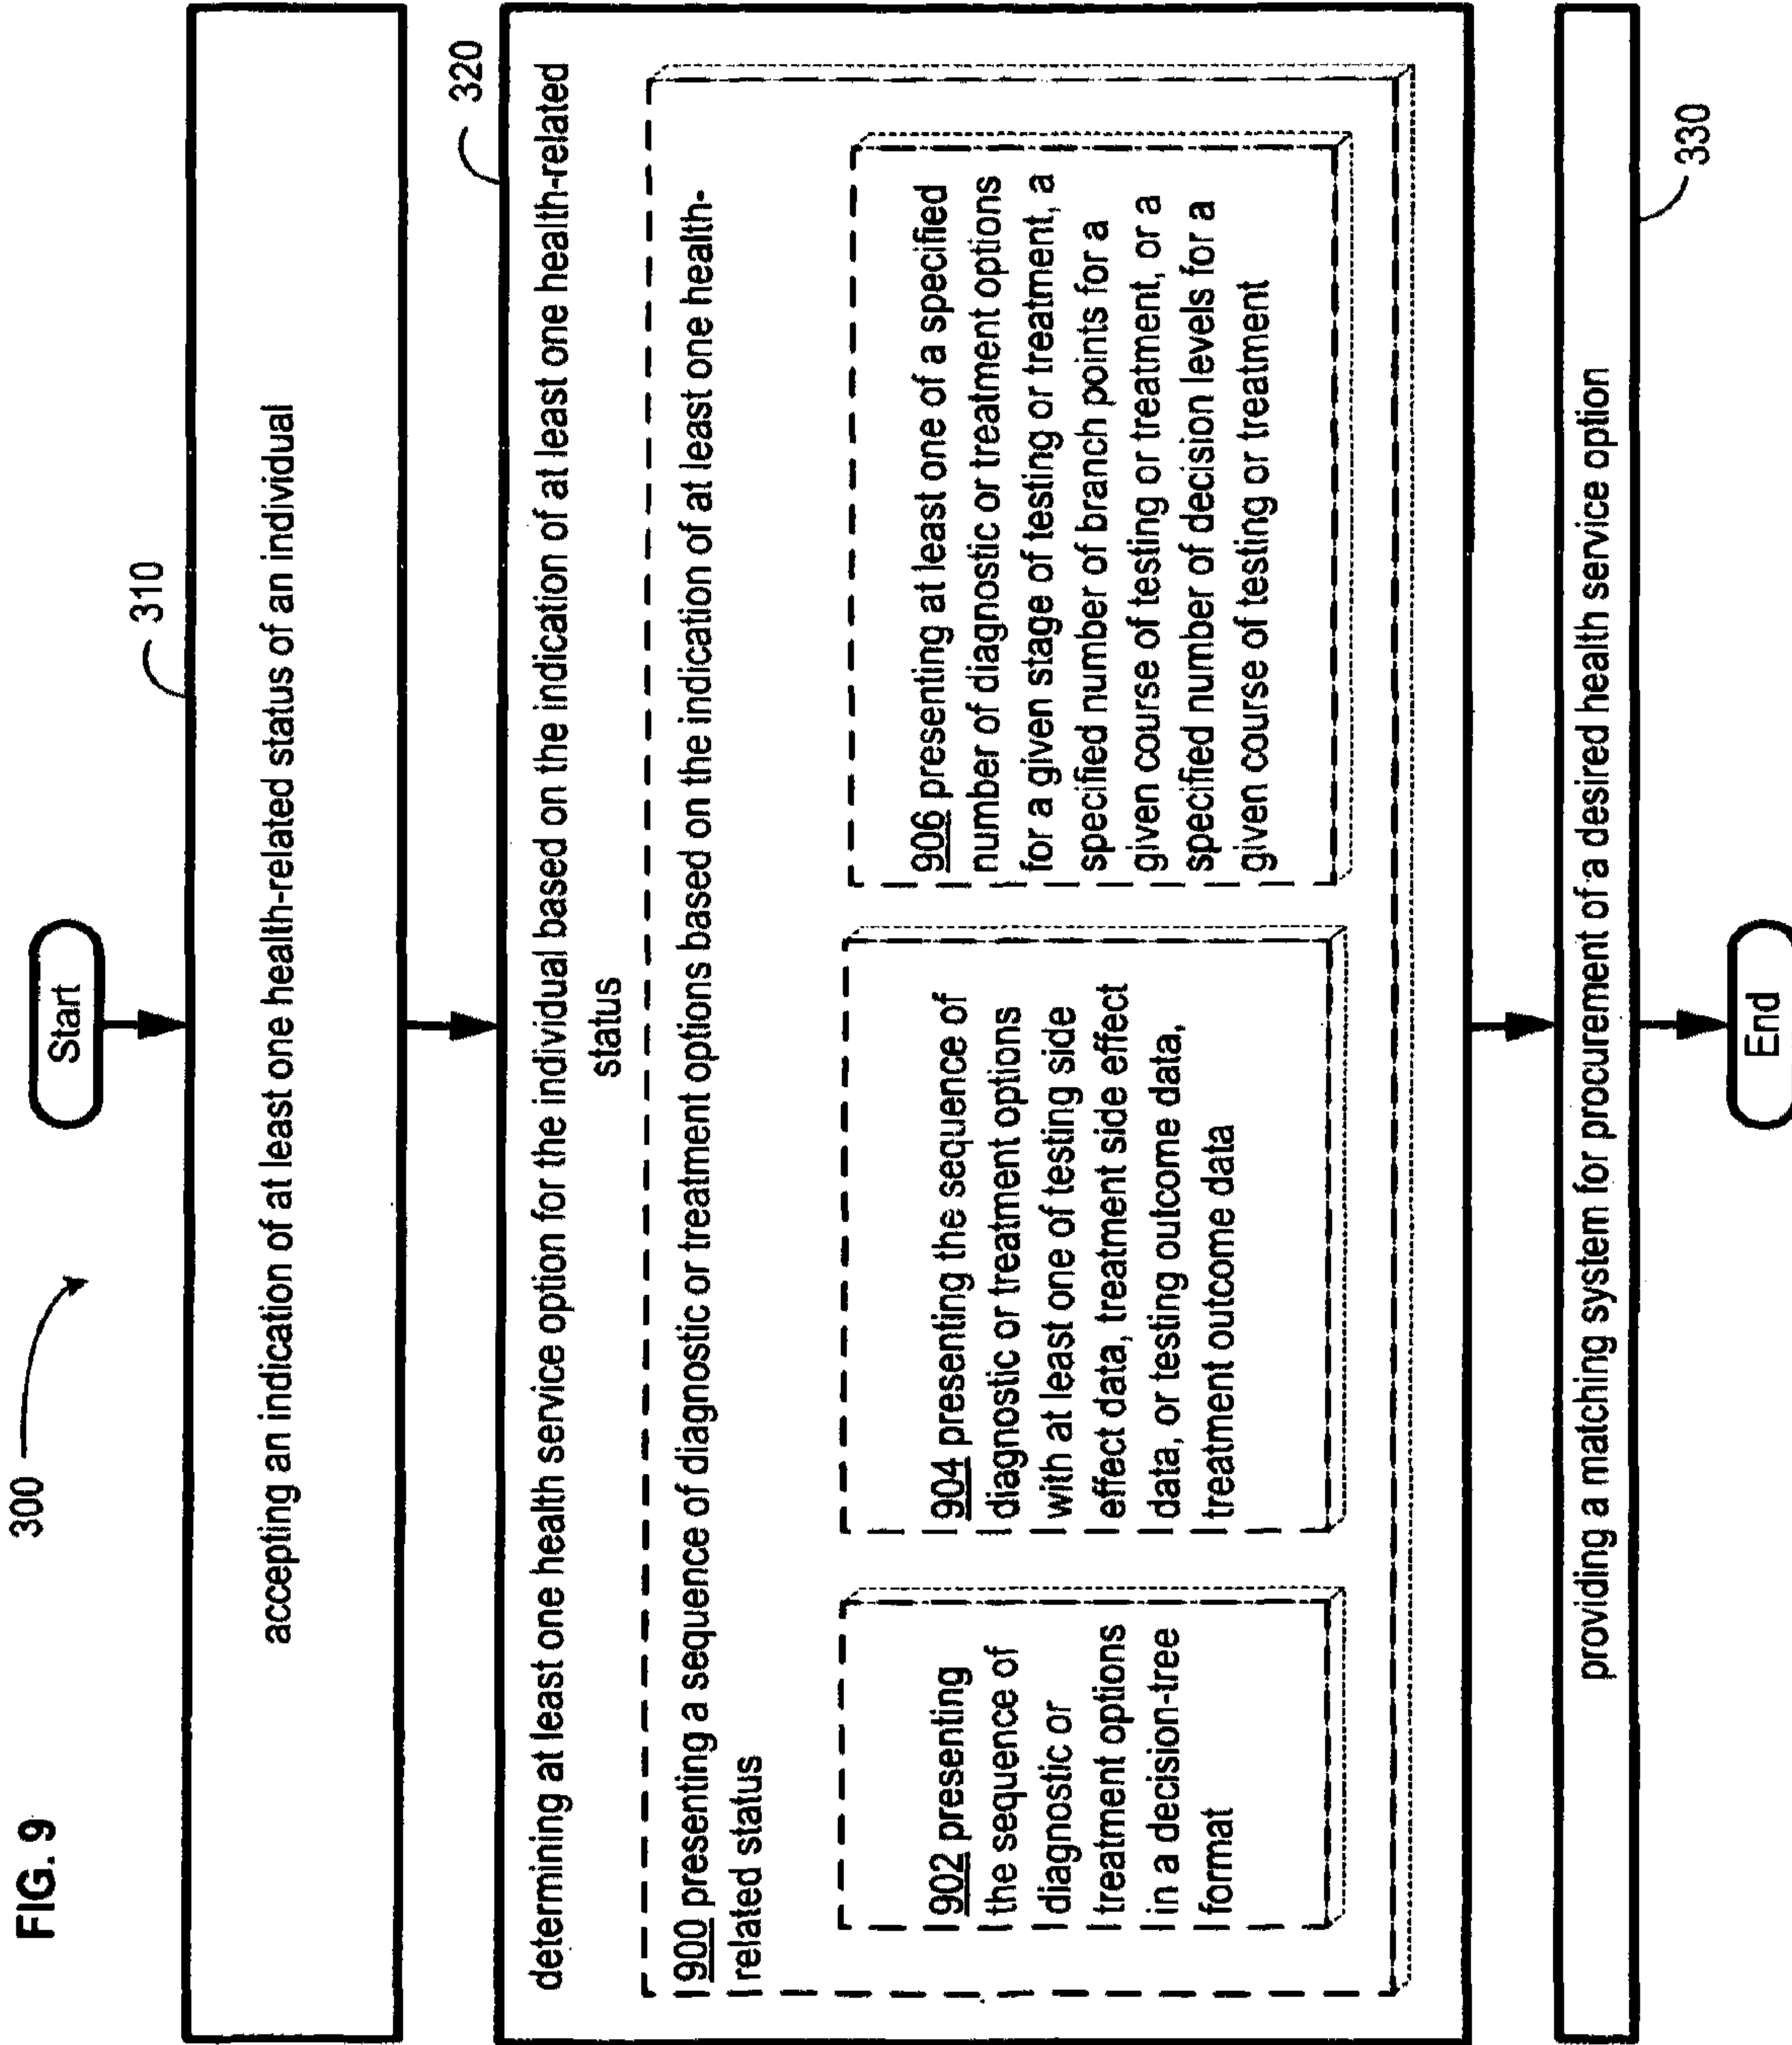 FIG. 9
300
Start
310
accepting an indication of at least one health-related status of an individual
320
determining at least one health service option for the individual based on the indication of at least one health-related
status
900 presenting a sequence of diagnostic or treatment options based on the indication of at least one health-
related status
902 presenting
the sequence of
diagnostic or
treatment options
in a decision-tree
format
904 presenting the sequence of
diagnostic or treatment options
with at least one of testing side
effect data, treatment side effect
data, or testing outcome data,
treatment outcome data
906 presenting at least one of a specified
number of diagnostic or treatment options
for a given stage of testing or treatment, a
specified number of branch points for a
given course of testing or treatment, or a
specified number of decision levels for a
given course of testing or treatment
providing a matching system for procurement of a desired health service option
330
End